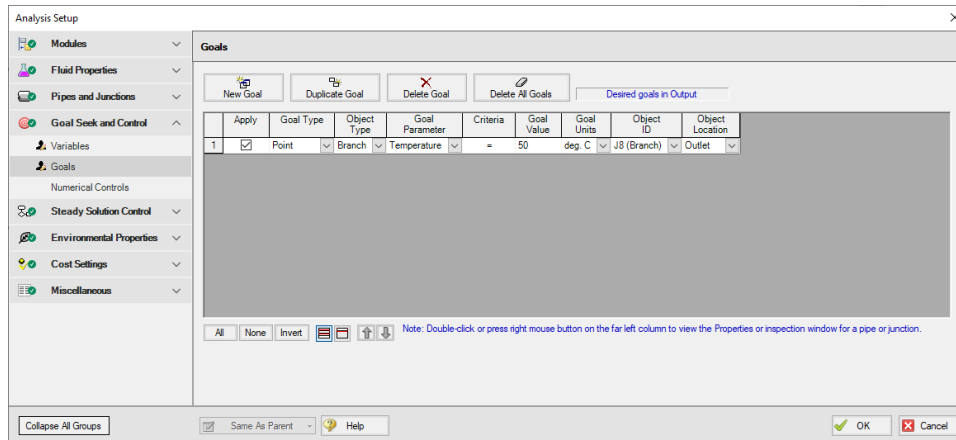 Analysis Setup
Modules
Fluid Properties
Pipes and Junctions
Goal Seek and Control
Variables
Goals
Numerical Controls
Steady Solution Control
Environmental Properties
Cost Settings
Miscellaneous
Collapse All Groups
Goals
New Goal Duplicate Goal Delete Goal Delete All Goals Desired goals in Output
Apply Goal Type Object Type Goal Parameter Criteria Goal Value Goal Units Object ID Object Location
1 Point Branch Temperature = 50 deg. C J8 (Branch) Outlet
All None Invert Note: Double-click or press right mouse button on the far left column to view the Properties or inspection window for a pipe or junction.
Same As Parent Help OK Cancel